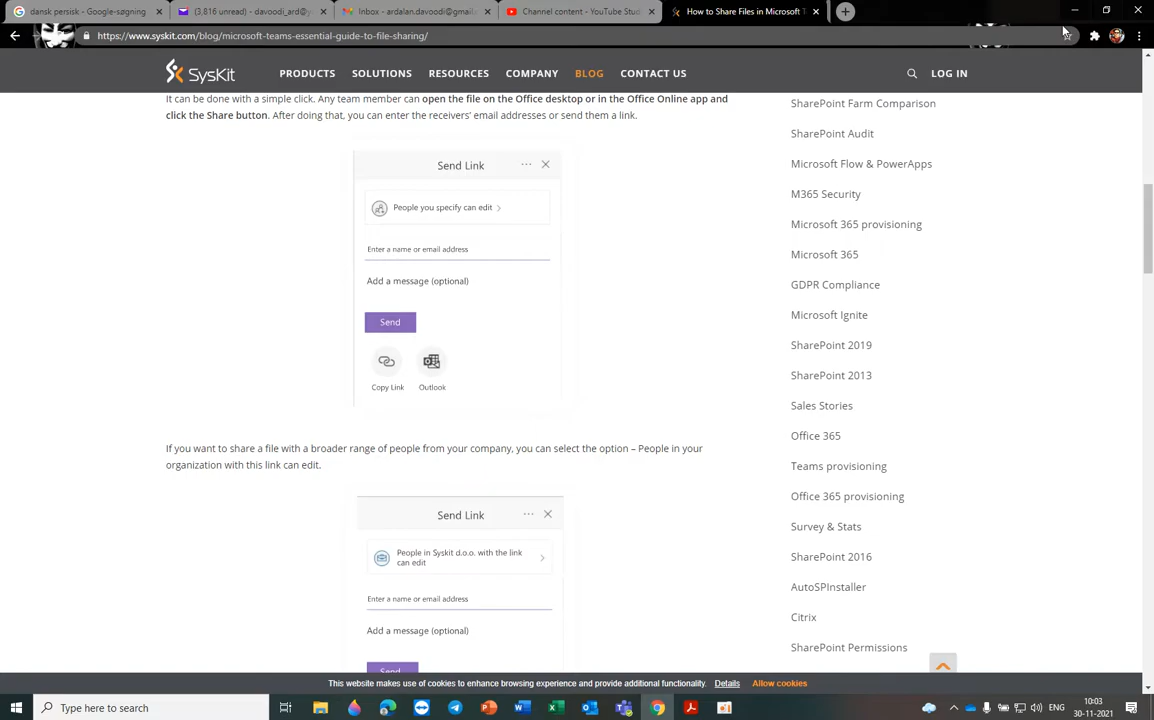 dansk persisk - Google-søgning
(3,816 unread) - davoodi_ard@y
Inbox - ardalan.davoodi@gmail.
Channel content - YouTube Stud
How to Share Files in Microsoft T
https://www.syskit.com/blog/microsoft-teams-essential-guide-to-file-sharing/
SysKit PRODUCTS SOLUTIONS RESOURCES COMPANY BLOG CONTACT US LOG IN
It can be done with a simple click. Any team member can open the file on the Office desktop or in the Office Online app and
click the Share button. After doing that, you can enter the receivers' email addresses or send them a link.
Send Link
People you specify can edit
Enter a name or email address
Add a message (optional)
Send
Copy Link Outlook
If you want to share a file with a broader range of people from your company, you can select the option – People in your
organization with this link can edit.
Send Link
People in Syskit d.o.o. with the link
can edit
Enter a name or email address
Add a message (optional)
Send
SharePoint Farm Comparison
SharePoint Audit
Microsoft Flow & PowerApps
M365 Security
Microsoft 365 provisioning
Microsoft 365
GDPR Compliance
Microsoft Ignite
SharePoint 2019
SharePoint 2013
Sales Stories
Office 365
Teams provisioning
Office 365 provisioning
Survey & Stats
SharePoint 2016
AutoSPInstaller
Citrix
SharePoint Permissions
This website makes use of cookies to enhance browsing experience and provide additional functionality. Details Allow cookies
Type here to search
ENG
10:03
30-11-2021